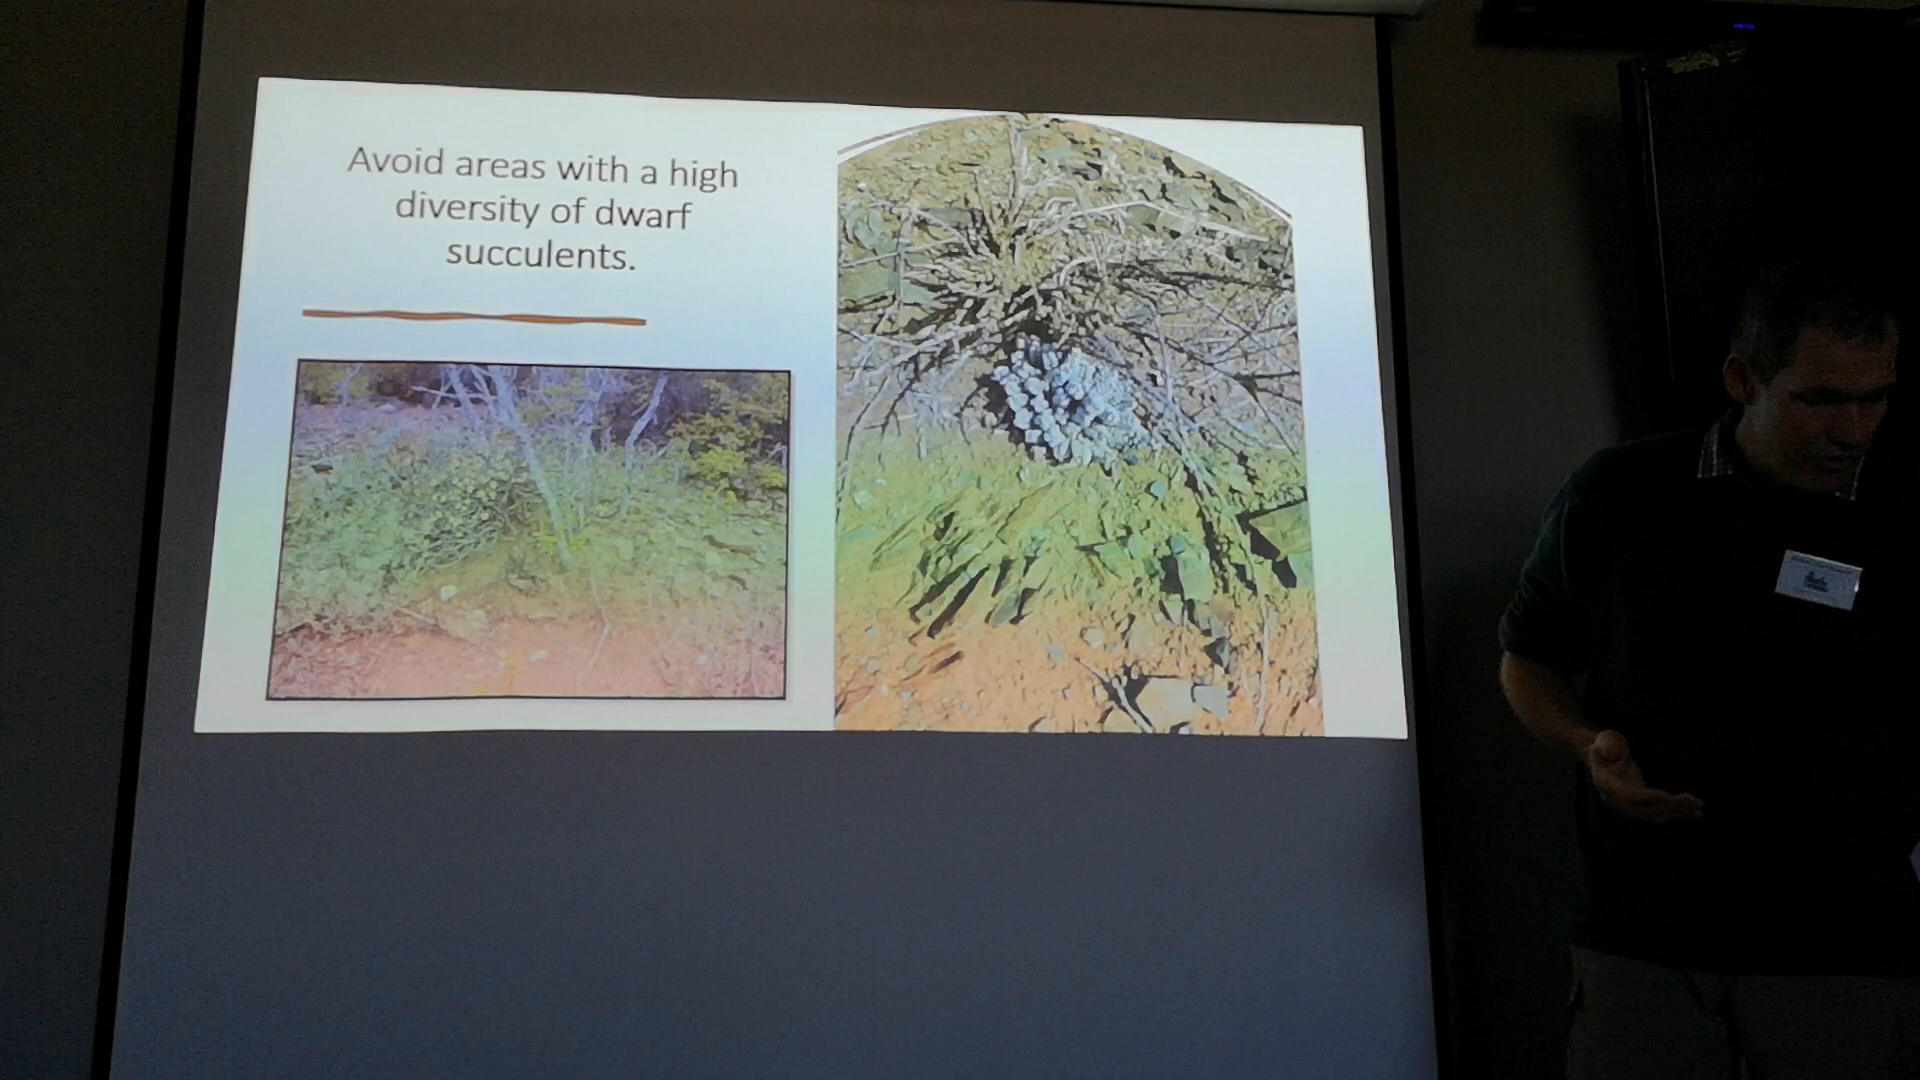 Avoid areas with a high
diversity of dwarf
succulents.